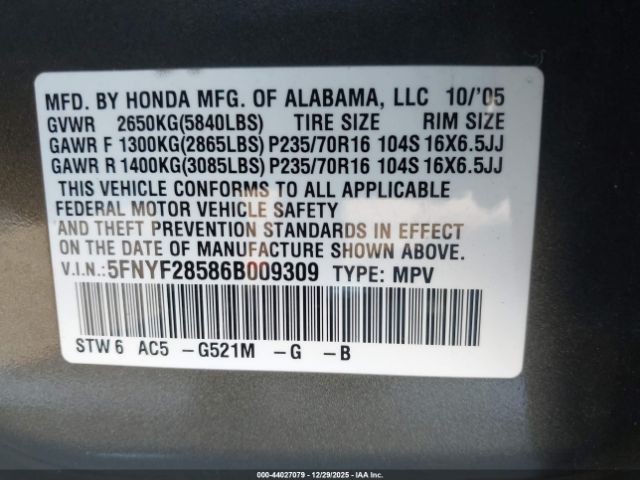 MFD. BY HONDA MFG. OF ALABAMA, LLC 10/'05
GVWR 2650KG(5840LBS) TIRE SIZE RIM SIZE
GAWR F 1300KG(2865LBS) P235/70R16 104S 16X6.5JJ
GAWR R 1400KG(3085LBS) P235/70R16 104S 16X6.5JJ
THIS VEHICLE CONFORMS TO ALL APPLICABLE
FEDERAL MOTOR VEHICLE SAFETY
AND THEFT PREVENTION STANDARDS IN EFFECT
ON THE DATE OF MANUFACTURE SHOWN ABOVE.
V.I.N.:5FNYF28586B009309 TYPE: MPV
STW 6 AC5 -G521M -G -B
000-44027079 - 12/29/2025 - IAA Inc. Copyright